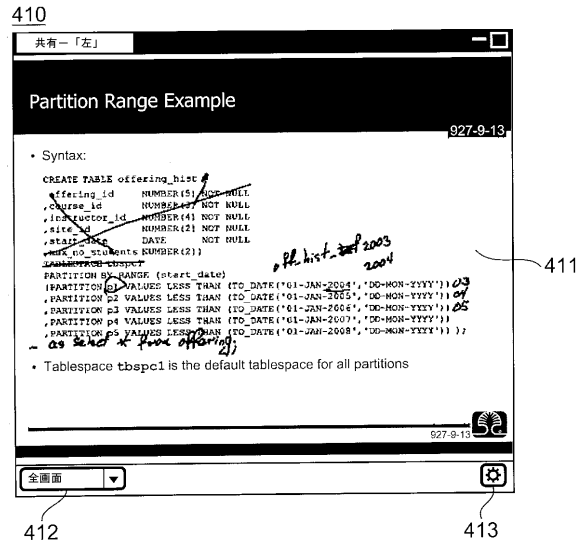 410
共有－「左」
Partition Range Example
927-9-13
• Syntax:
CREATE TABLE offering_hist (
offering_id NUMBER(5) NOT NULL
,course_id NUMBER(3) NOT NULL
,instructor_id NUMBER(4) NOT NULL
,site_id NUMBER(2) NOT NULL
,start_date DATE NOT NULL
,max_no_students NUMBER(2))
TABLESPACE tbspc1
2003
2004
PARTITION BY RANGE (start_date)
(PARTITION p1 VALUES LESS THAN (TO_DATE('01-JAN-2004','DD-MON-YYYY')) 03
,PARTITION p2 VALUES LESS THAN (TO_DATE('01-JAN-2005','DD-MON-YYYY')) 04
,PARTITION p3 VALUES LESS THAN (TO_DATE('01-JAN-2006','DD-MON-YYYY')) 05
,PARTITION p4 VALUES LESS THAN (TO_DATE('01-JAN-2007','DD-MON-YYYY'))
,PARTITION p5 VALUES LESS THAN (TO_DATE('01-JAN-2008','DD-MON-YYYY')) );
as select * from offering;
• Tablespace tbspc1 is the default tablespace for all partitions
411
927-9-13
全画面
412
413